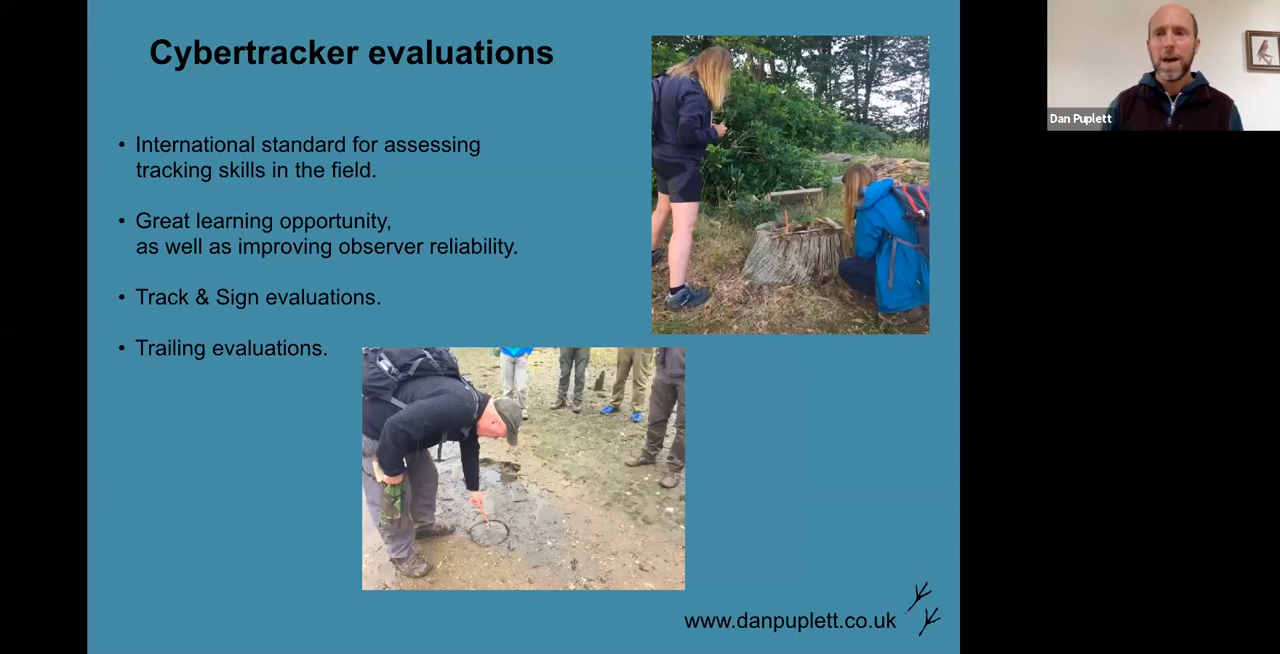 Cybertracker evaluations
• International standard for assessing
tracking skills in the field.
• Great learning opportunity,
as well as improving observer reliability.
• Track & Sign evaluations.
• Trailing evaluations.
www.danpuplett.co.uk
Dan Puplett